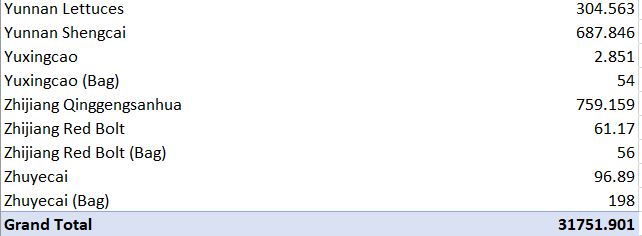 Yunnan Lettuces 304.563
Yunnan Shengcai 687.846
Yuxingcao 2.851
Yuxingcao (Bag) 54
Zhijiang Qinggengsanhua 759.159
Zhijiang Red Bolt 61.17
Zhijiang Red Bolt (Bag) 56
Zhuyecai 96.89
Zhuyecai (Bag) 198
Grand Total 31751.901